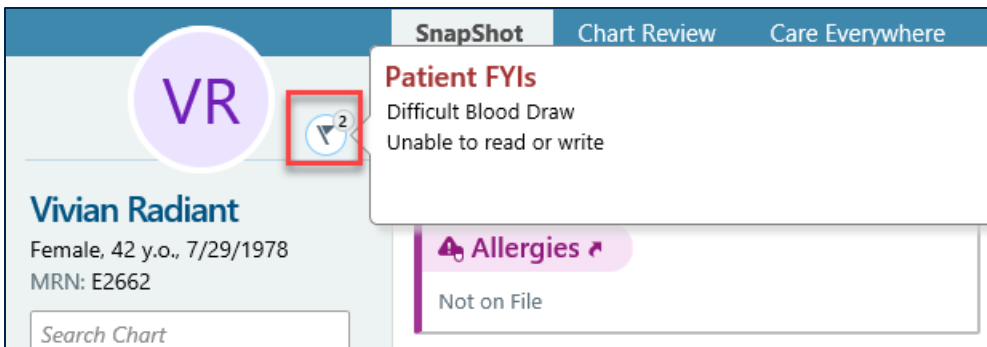 SnapShot Chart Review Care Everywhere
VR
2
Patient FYIs
Difficult Blood Draw
Unable to read or write
Vivian Radiant
Female, 42 y.o., 7/29/1978
MRN: E2662
Search Chart
Allergies
Not on File